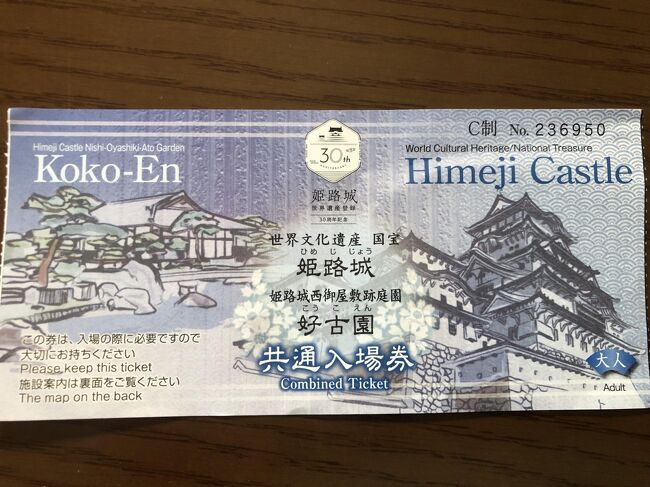 C制 No. 236950
Himeji Castle Nishi-Oyashiki-Ato Garden
Koko-En
World Cultural Heritage/National Treasure
Himeji Castle
30th
姫路城
世界遺産登録
30周年記念
世界文化遺産 国宝
ひめ じ じょう
姫路城
姫路城西御屋敷跡庭園
こう こ えん
好古園
共通入場券
Combined Ticket
この券は、入場の際に必要ですので
大切にお持ちください
Please keep this ticket
施設案内は裏面をご覧ください
The map on the back
大人
Adult